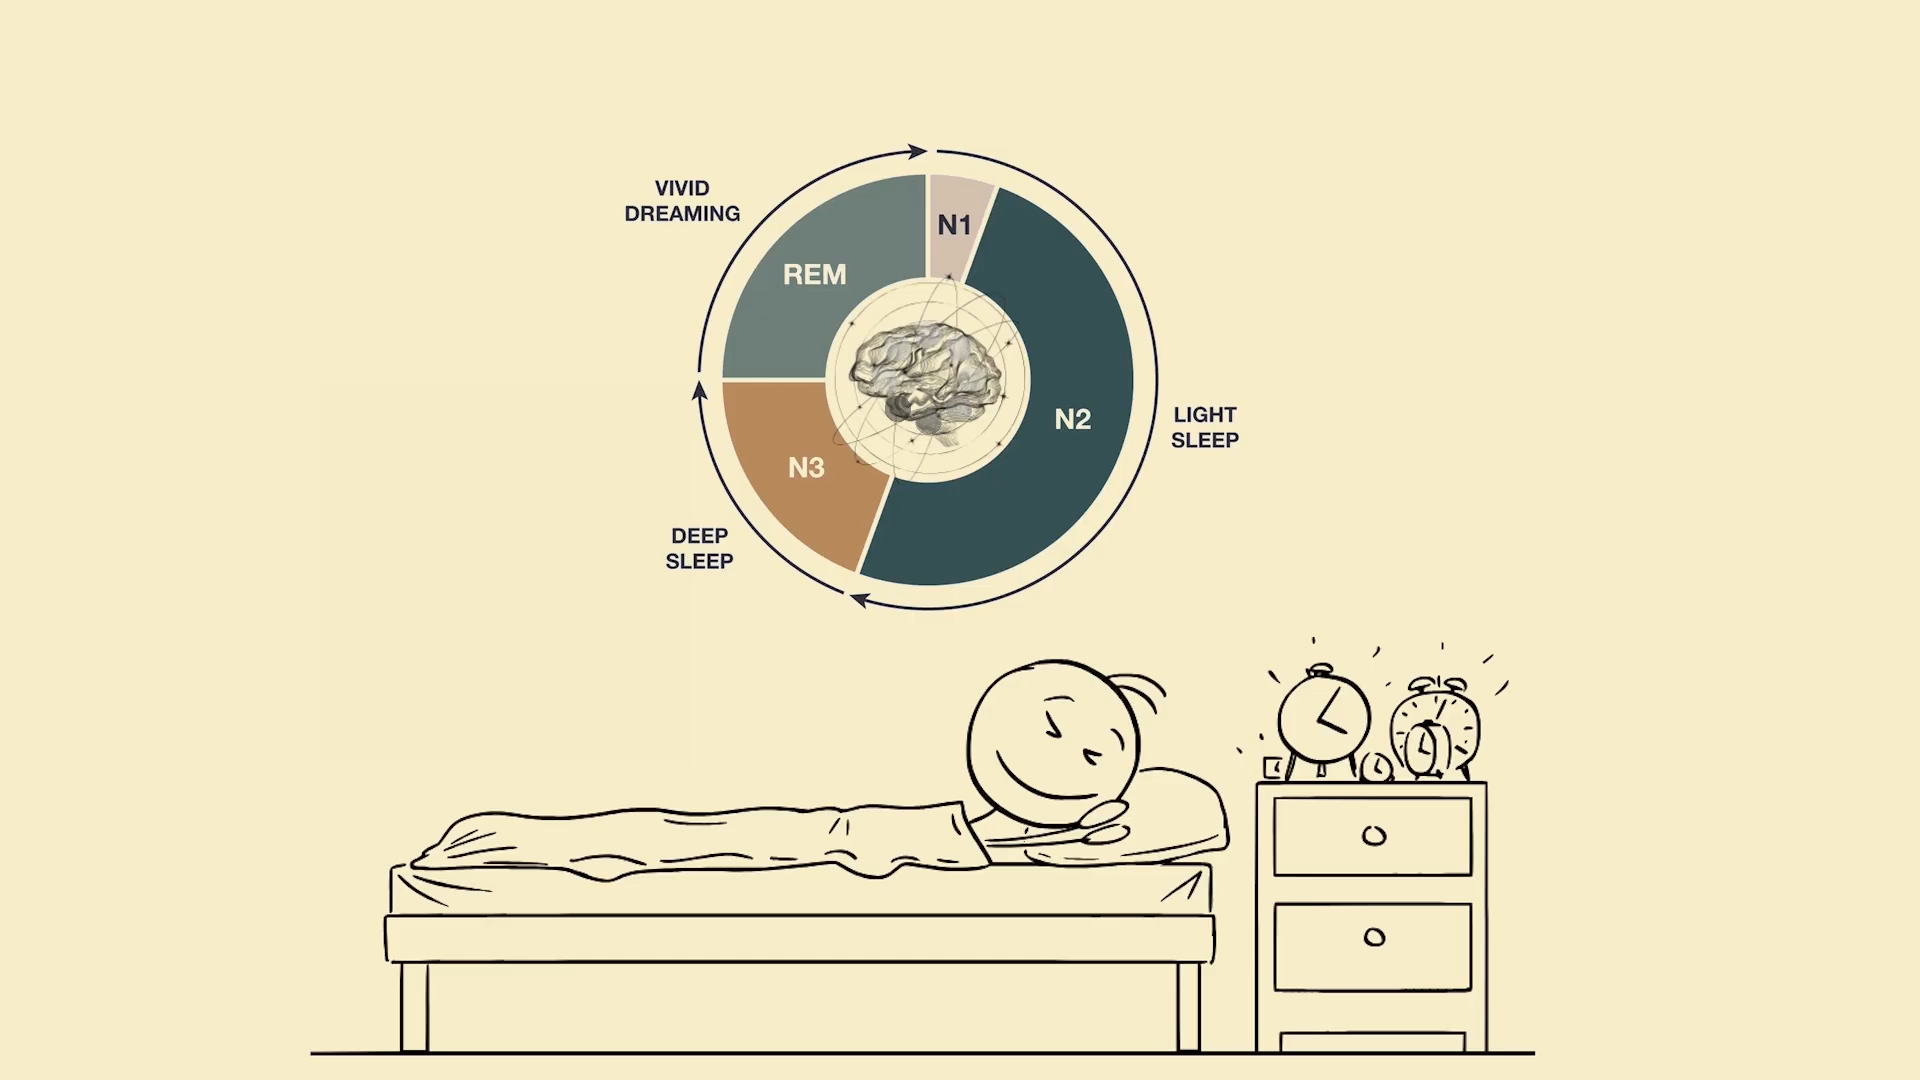 VIVID
DREAMING
N1
REM
N2
LIGHT
SLEEP
N3
DEEP
SLEEP